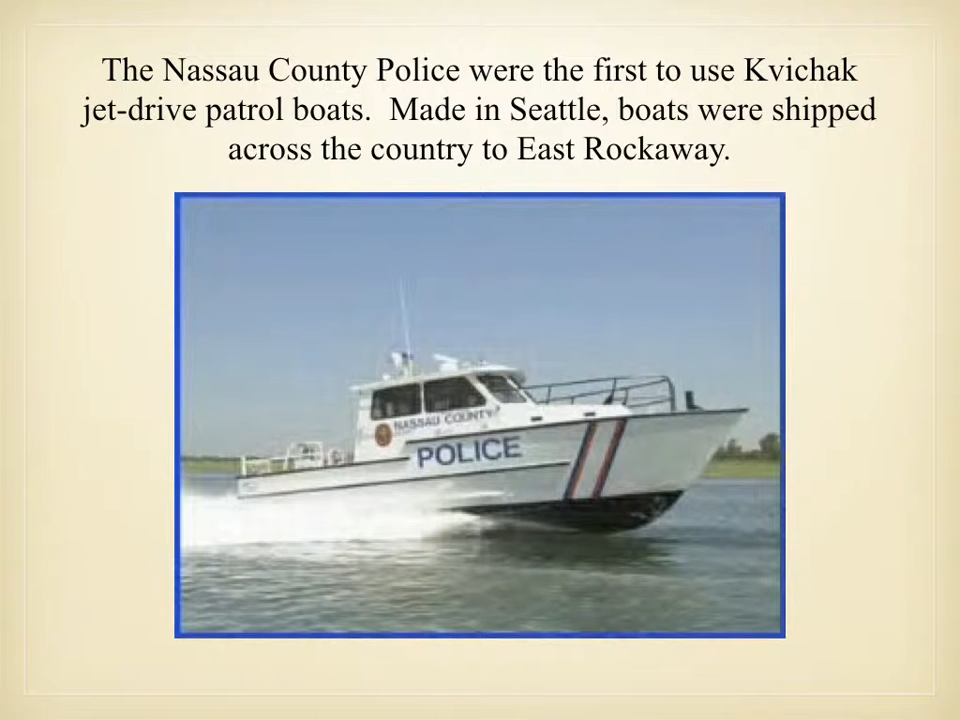 The Nassau County Police were the first to use Kvichak
jet-drive patrol boats.  Made in Seattle, boats were shipped
across the country to East Rockaway.
NASSAU COUNTY
POLICE